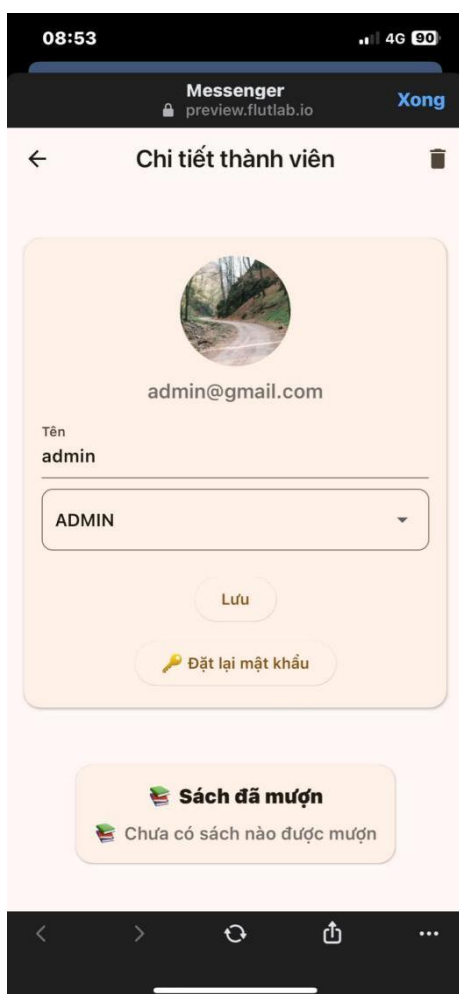 08:53 4G 90
Messenger
preview.flutlab.io
Xong
Chi tiết thành viên
admin@gmail.com
Tên
admin
ADMIN
Lưu
🔑 Đặt lại mật khẩu
📚 Sách đã mượn
📚 Chưa có sách nào được mượn